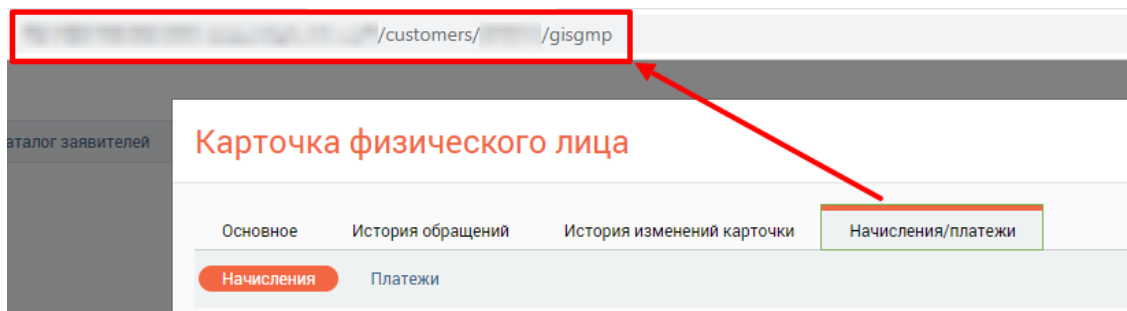 /customers/ /gisgmp
аталог заявителей
Карточка физического лица
Основное История обращений История изменений карточки Начисления/платежи
Начисления Платежи